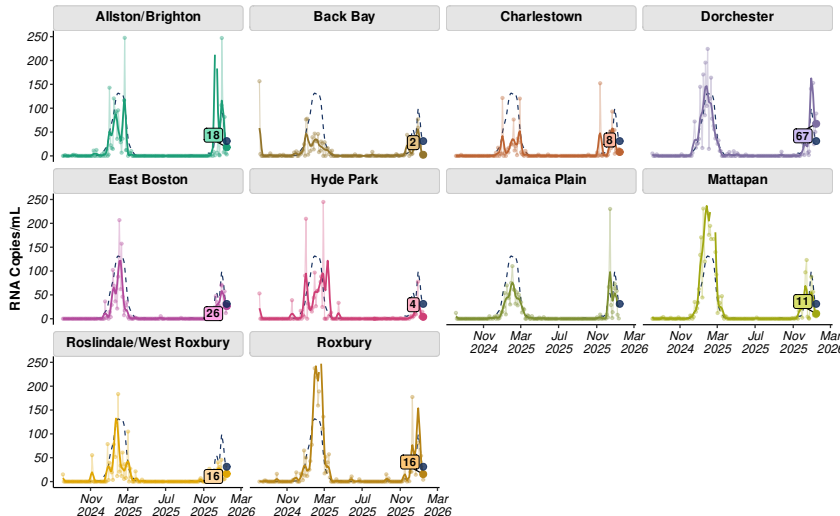 Allston/Brighton
Back Bay
Charlestown
Dorchester
250
200
150
100
50
0
18
2
8
67
East Boston
Hyde Park
Jamaica Plain
Mattapan
250
200
150
100
50
0
26
4
11
RNA Copies/mL
Nov 2024
Mar 2025
Jul 2025
Nov 2025
Mar 2026
Nov 2024
Mar 2025
Jul 2025
Nov 2025
Mar 2026
Roslindale/West Roxbury
Roxbury
250
200
150
100
50
0
16
16
Nov 2024
Mar 2025
Jul 2025
Nov 2025
Mar 2026
Nov 2024
Mar 2025
Jul 2025
Nov 2025
Mar 2026